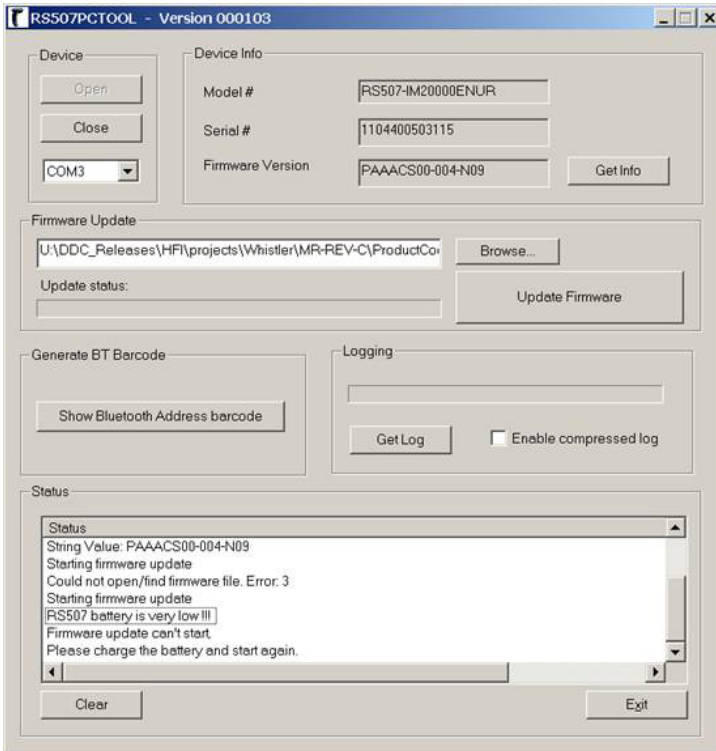 RS507PCTOOL - Version 000103
Device
Open
Close
COM3
Device Info
Model #
RS507-IM20000ENUR
Serial #
1104400503115
Firmware Version
PAAACS00-004-N09
Get Info
Firmware Update
U:\DDC_Releases\HFI\projects\Whistler\MR-REV-C\ProductCo
Browse...
Update status:
Update Firmware
Generate BT Barcode
Show Bluetooth Address barcode
Logging
Get Log
Enable compressed log
Status
Status
String Value: PAAACS00-004-N09
Starting firmware update
Could not open/find firmware file. Error: 3
Starting firmware update
RS507 battery is very low !!!
Firmware update can't start,
Please charge the battery and start again.
Clear
Exit